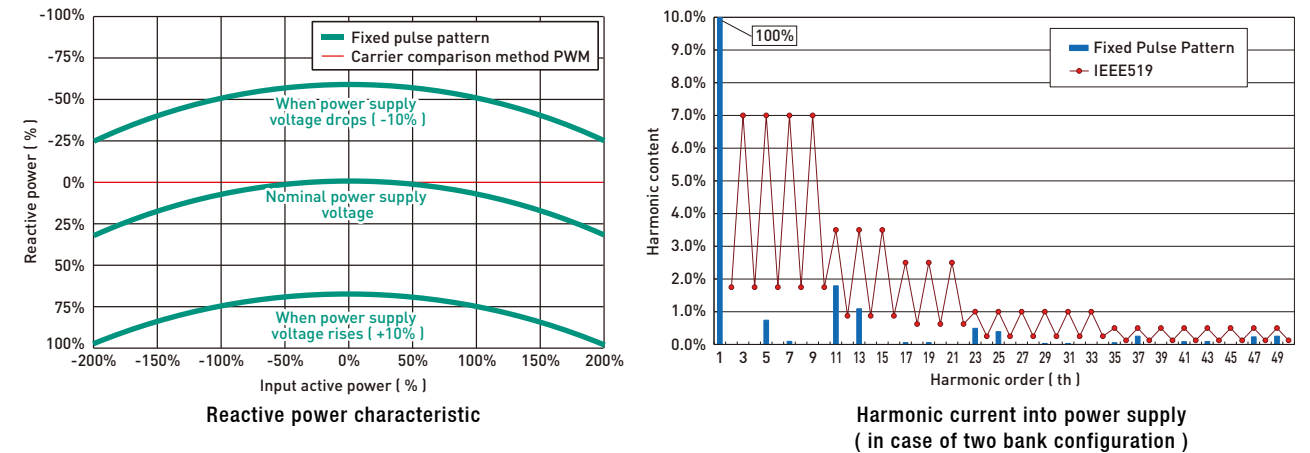 -100%
-75%
-50%
-25%
0%
25%
50%
75%
100%
Reactive power ( % )
Fixed pulse pattern
Carrier comparison method PWM
When power supply
voltage drops ( -10% )
Nominal power supply
voltage
When power supply
voltage rises ( +10% )
-200% -150% -100% -50% 0% 50% 100% 150% 200%
Input active power ( % )
Reactive power characteristic
10.0%
9.0%
8.0%
7.0%
6.0%
5.0%
4.0%
3.0%
2.0%
1.0%
0.0%
Harmonic content
100%
Fixed Pulse Pattern
IEEE519
1 3 5 7 9 11 13 15 17 19 21 23 25 27 29 31 33 35 37 39 41 43 45 47 49
Harmonic order ( th )
Harmonic current into power supply
( in case of two bank configuration )